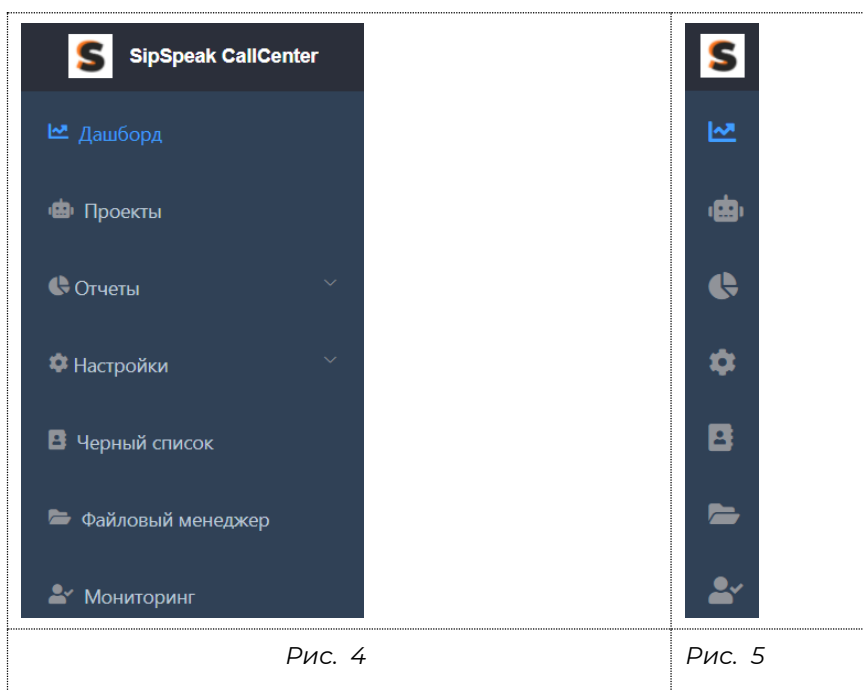 S SipSpeak CallCenter
Дашборд
Проекты
Отчеты
Настройки
Черный список
Файловый менеджер
Мониторинг
S
Рис. 4
Рис. 5